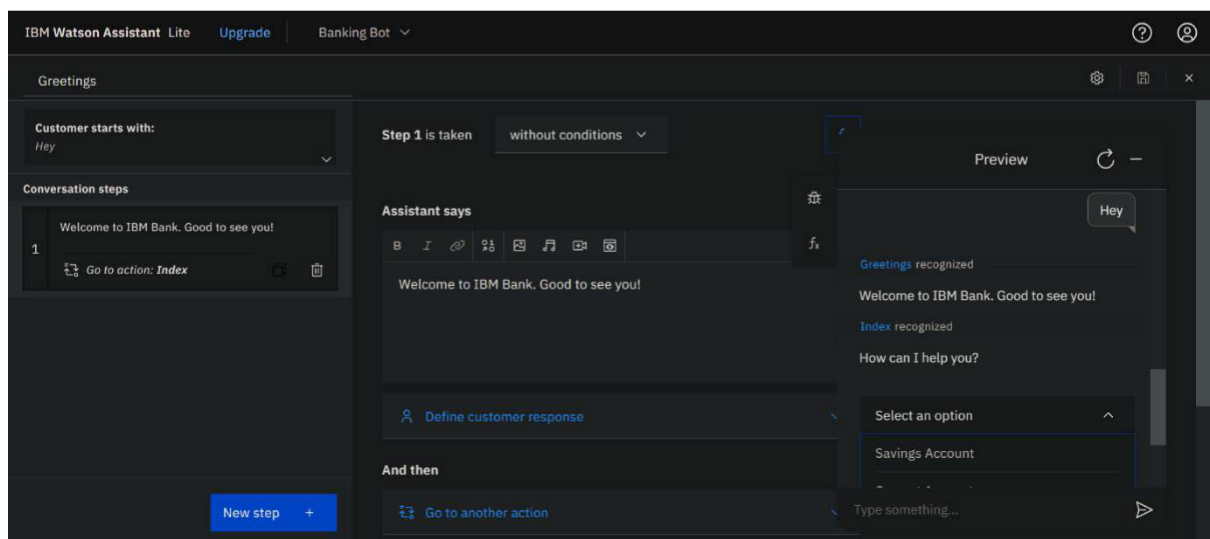 IBM Watson Assistant Lite Upgrade Banking Bot
Greetings
Customer starts with:
Hey
Conversation steps
1
Welcome to IBM Bank. Good to see you!
Go to action: Index
New step +
Step 1 is taken without conditions
Assistant says
B I
Welcome to IBM Bank. Good to see you!
Define customer response
And then
Go to another action
fx
Preview
Hey
Greetings recognized
Welcome to IBM Bank. Good to see you!
Index recognized
How can I help you?
Select an option
Savings Account
Type something...